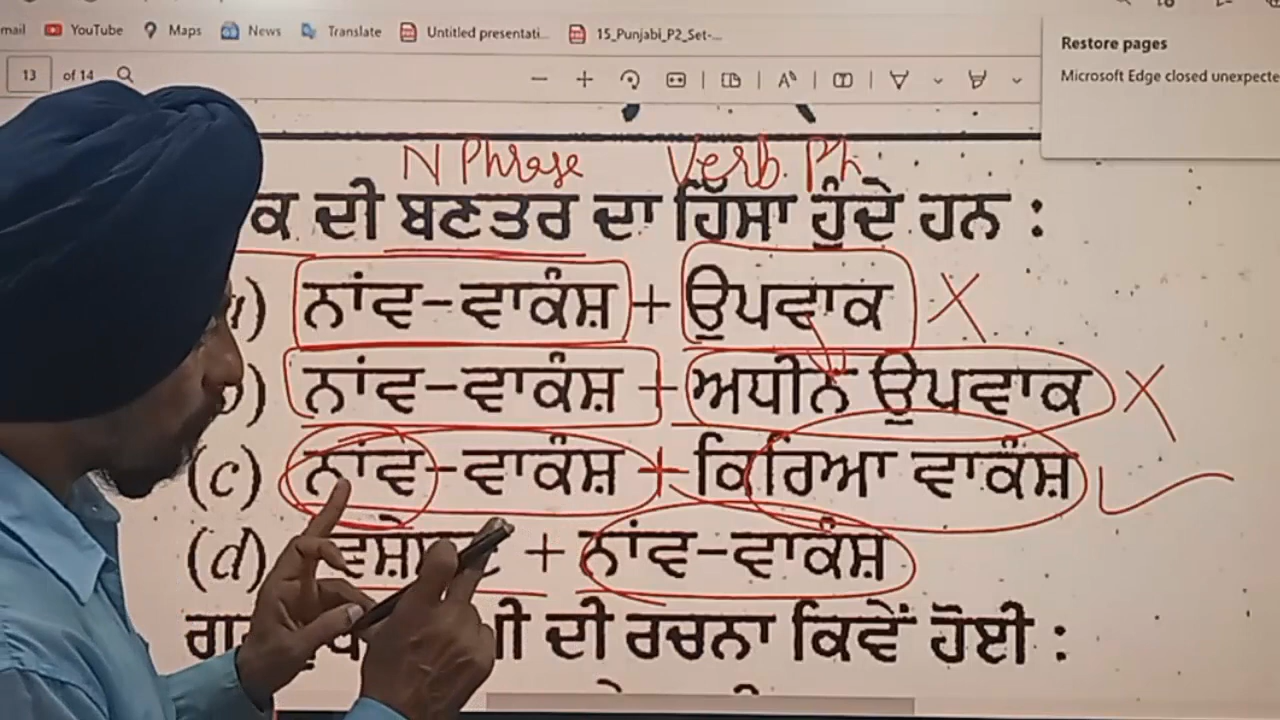 mail YouTube Maps News Translate Untitled presentati... 15_Punjabi_P2_Set-...
Restore pages
13 of 14
Microsoft Edge closed unexpecte
N Phrase Verb. Ph
ਕ ਦੀ ਬਣਤਰ ਦਾ ਹਿੱਸਾ ਹੁੰਦੇ ਹਨ :
) ਨਾਂਵ-ਵਾਕੰਸ਼ + ਉਪਵਾਕ
) ਨਾਂਵ-ਵਾਕੰਸ਼ + ਅਧੀਨ ਉਪਵਾਕ
(c) ਨਾਂਵ-ਵਾਕੰਸ਼ + ਕਿਰਿਆ ਵਾਕੰਸ਼
(d) + ਨਾਂਵ-ਵਾਕੰਸ਼
ਦੀ ਰਚਨਾ ਕਿਵੇਂ ਹੋਈ :